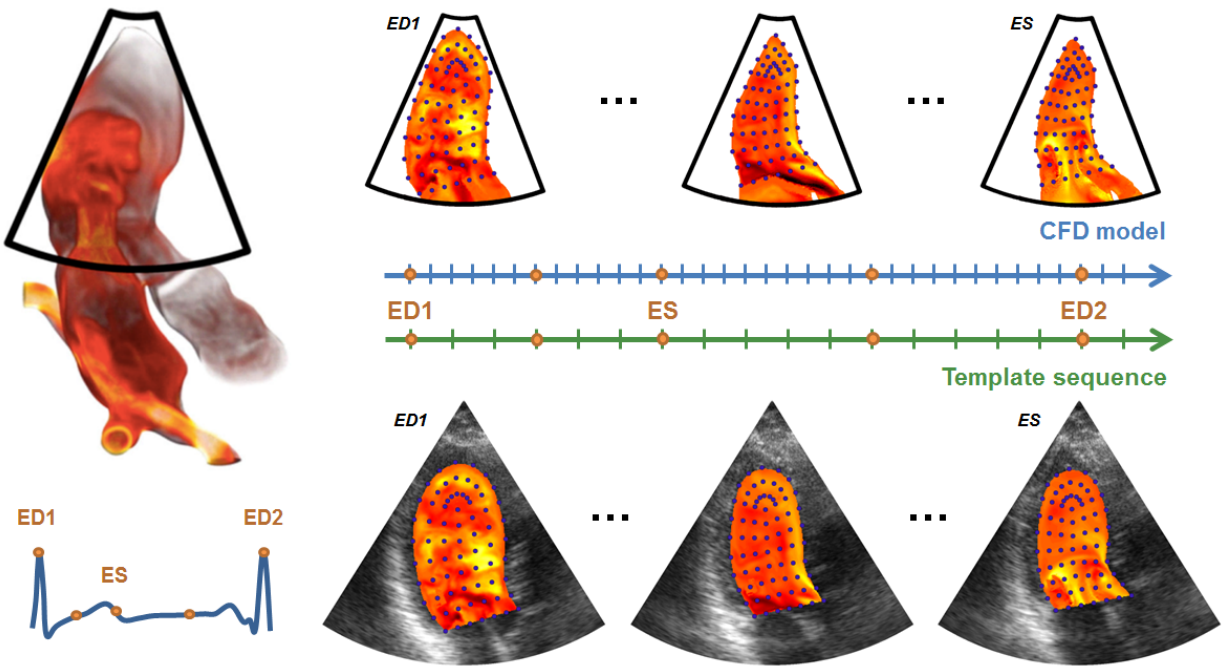 ED1
...
...
ES
CFD model
ED1
ES
ED2
Template sequence
ED1
...
...
ES
ED1
ED2
ES